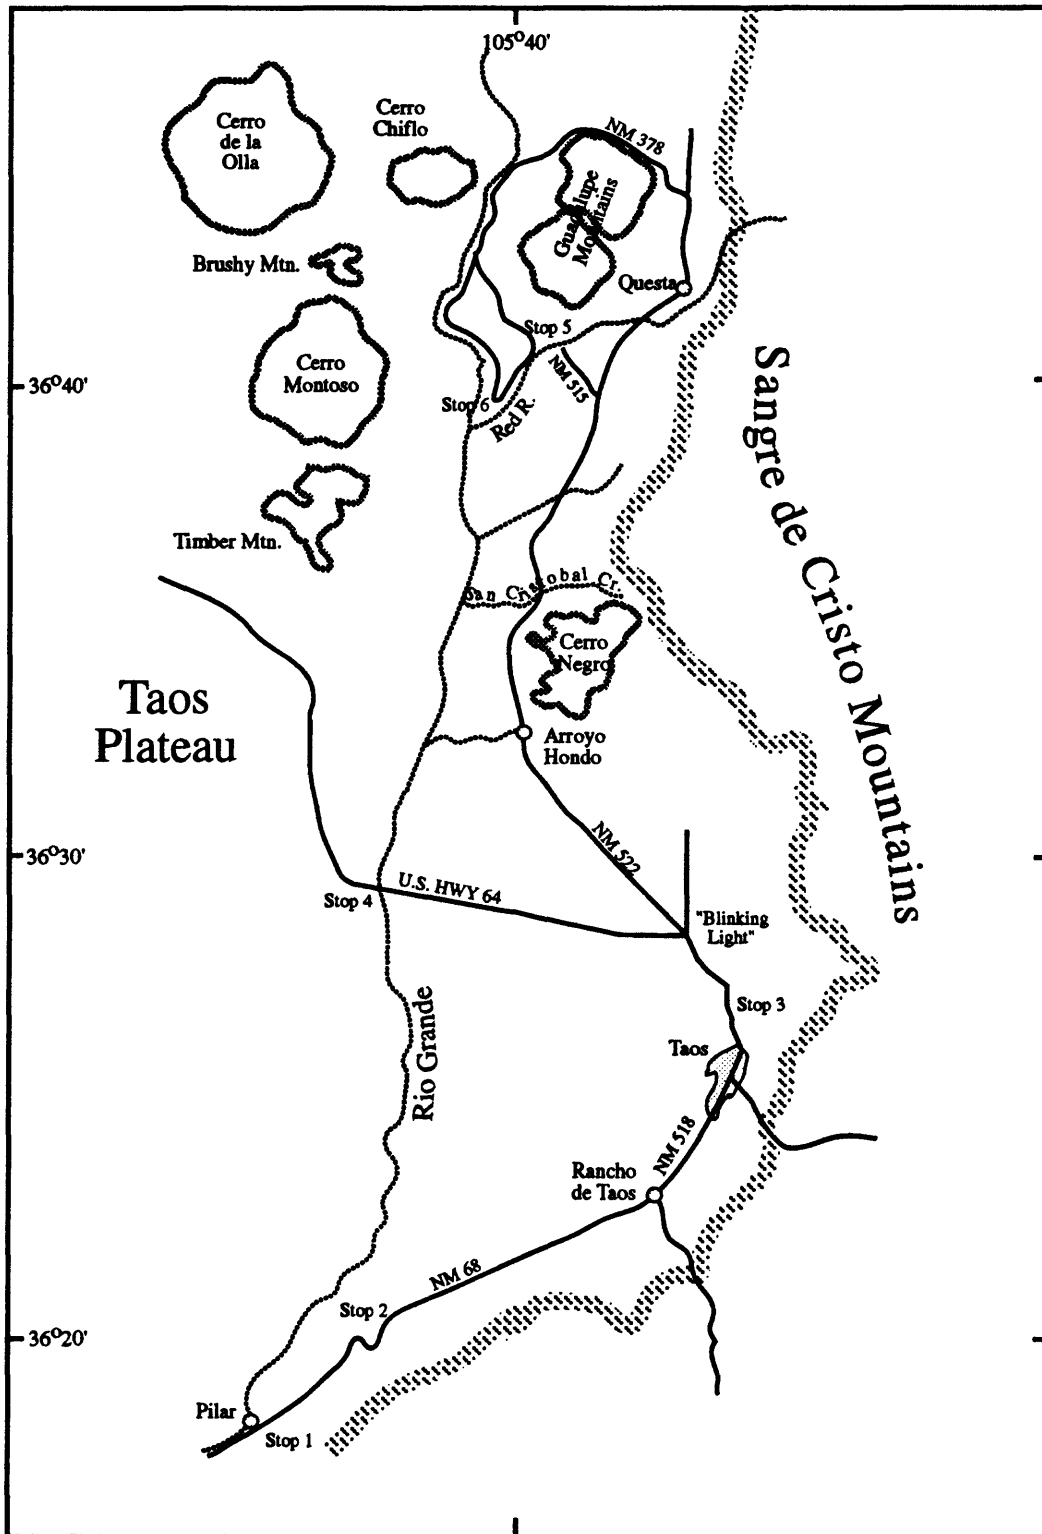 105°40'
Cerro
de la
Olla
Cerro
Chiflo
NM 378
Guadalupe
Mountains
Brushy Mtn.
Questa
Stop 5
Cerro
Montoso
36°40'
NM 515
Stop 6
Red R.
Sangre de Cristo Mountains
Timber Mtn.
San Cristobal Cr.
Cerro
Negro
Taos
Plateau
Arroyo
Hondo
NM 522
36°30'
U.S. HWY 64
Stop 4
"Blinking
Light"
Rio Grande
Stop 3
Taos
NM 518
Rancho
de Taos
NM 68
Stop 2
36°20'
Pilar
Stop 1